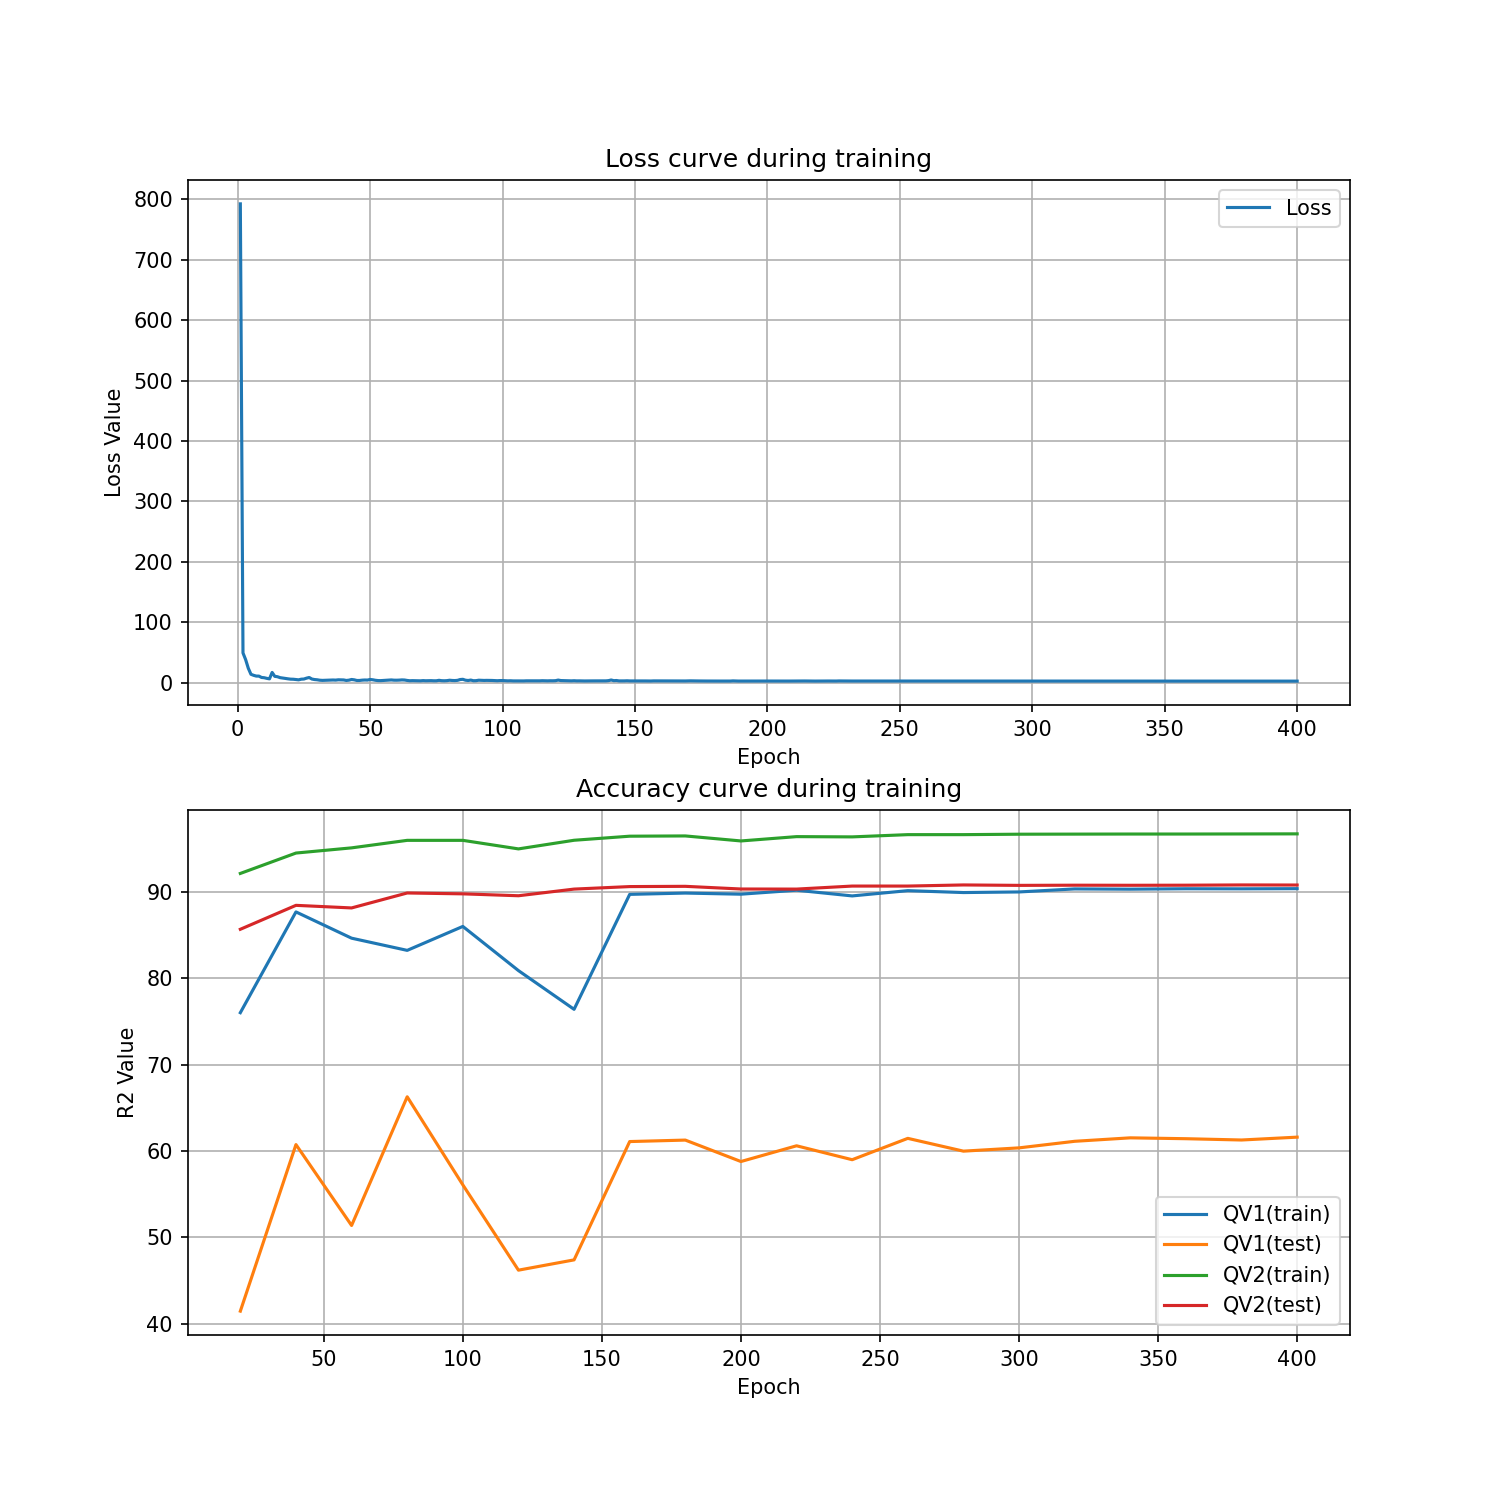 Loss curve during training
800
700
600
500
400
300
200
100
0
Loss Value
Loss
0 50 100 150 200 250 300 350 400
Epoch
Accuracy curve during training
90
80
70
60
50
40
R2 Value
QV1(train)
QV1(test)
QV2(train)
QV2(test)
50 100 150 200 250 300 350 400
Epoch